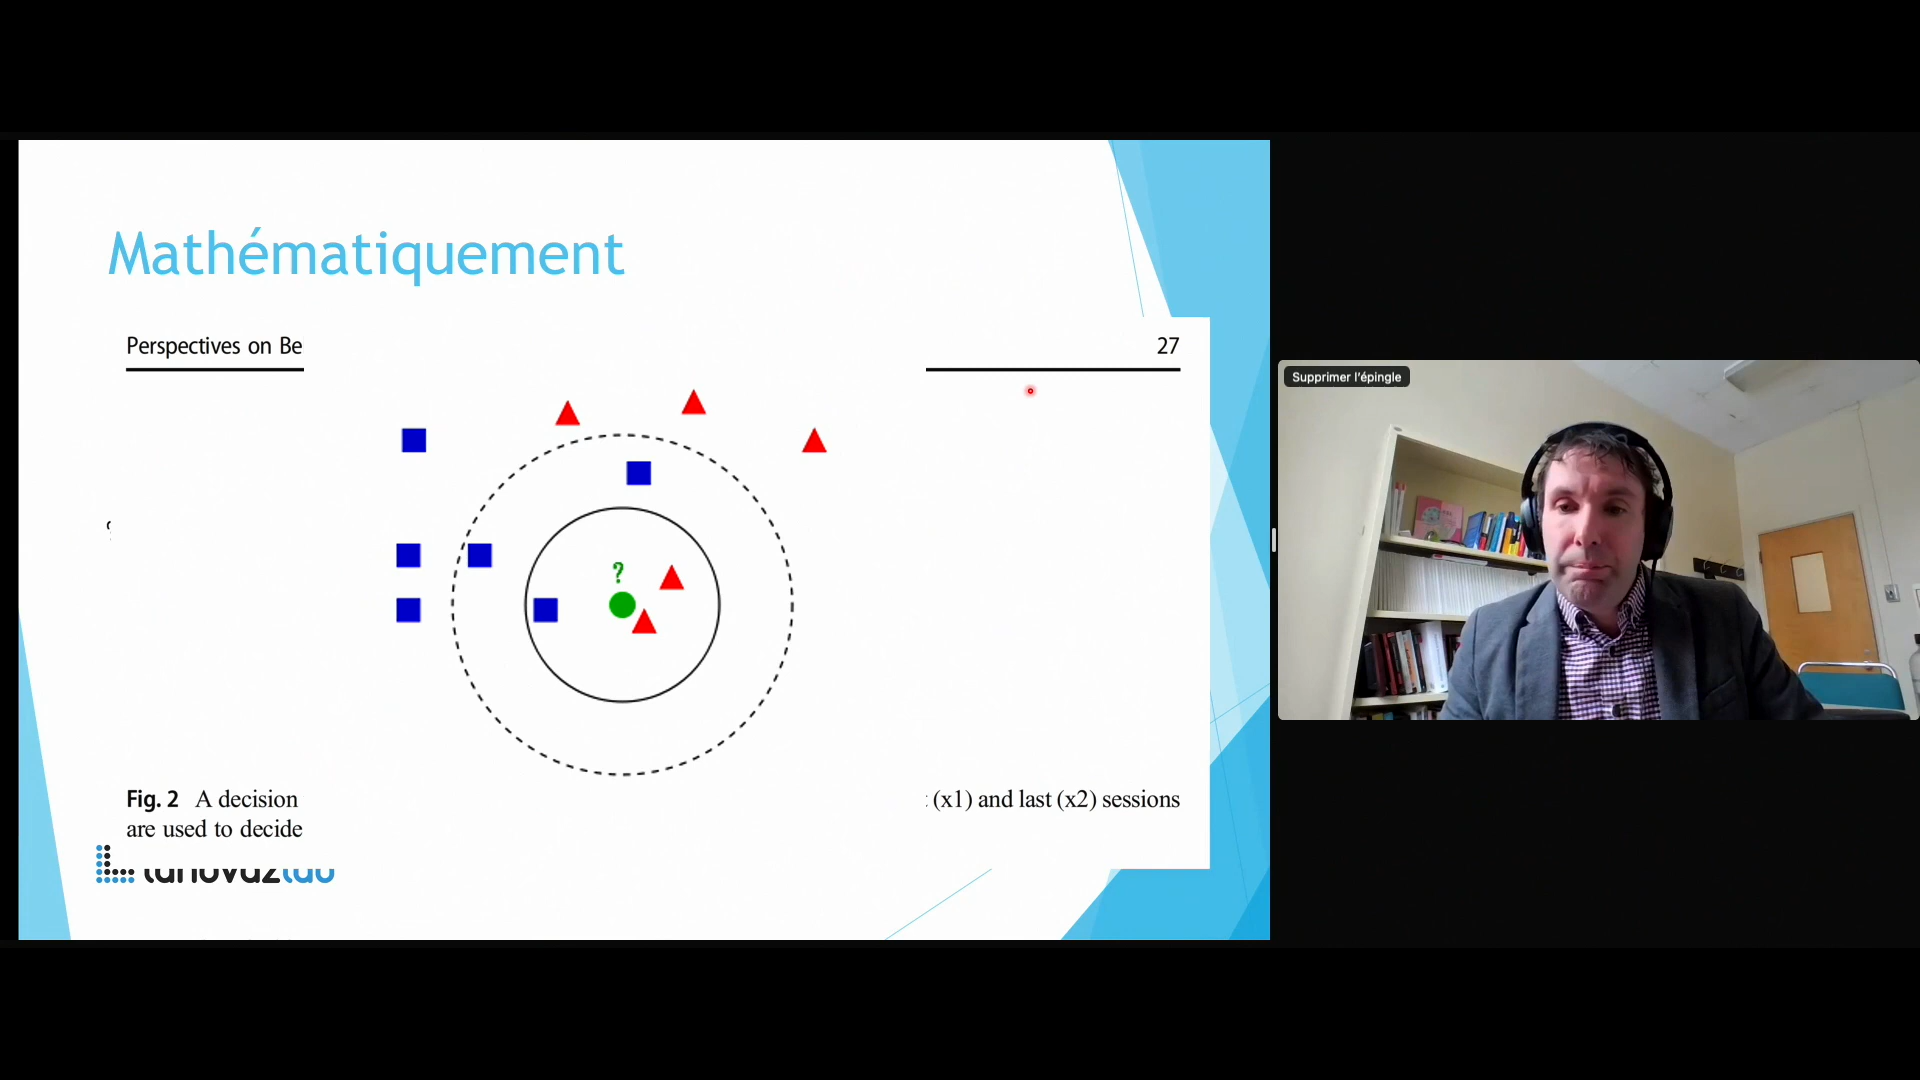 Mathématiquement
Perspectives on Be
27
?
Fig. 2 A decision
(x1) and last (x2) sessions
are used to decide
lanovazlab
Supprimer l'épingle